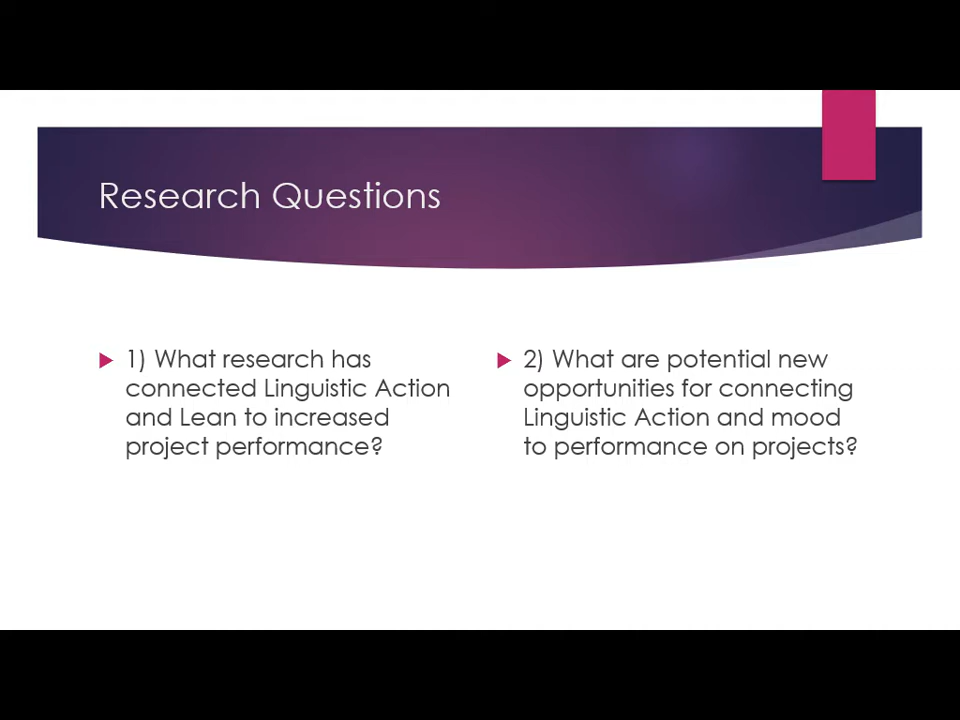 Research Questions
1) What research has
connected Linguistic Action
and Lean to increased
project performance?
2) What are potential new
opportunities for connecting
Linguistic Action and mood
to performance on projects?